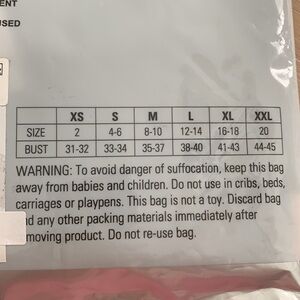 ENT
USED
XS S M L XL XXL
SIZE 2 4-6 8-10 12-14 16-18 20
BUST 31-32 33-34 35-37 38-40 41-43 44-45
WARNING: To avoid danger of suffocation, keep this bag
away from babies and children. Do not use in cribs, beds,
carriages or playpens. This bag is not a toy. Discard bag
and any other packing materials immediately after
moving product. Do not re-use bag.